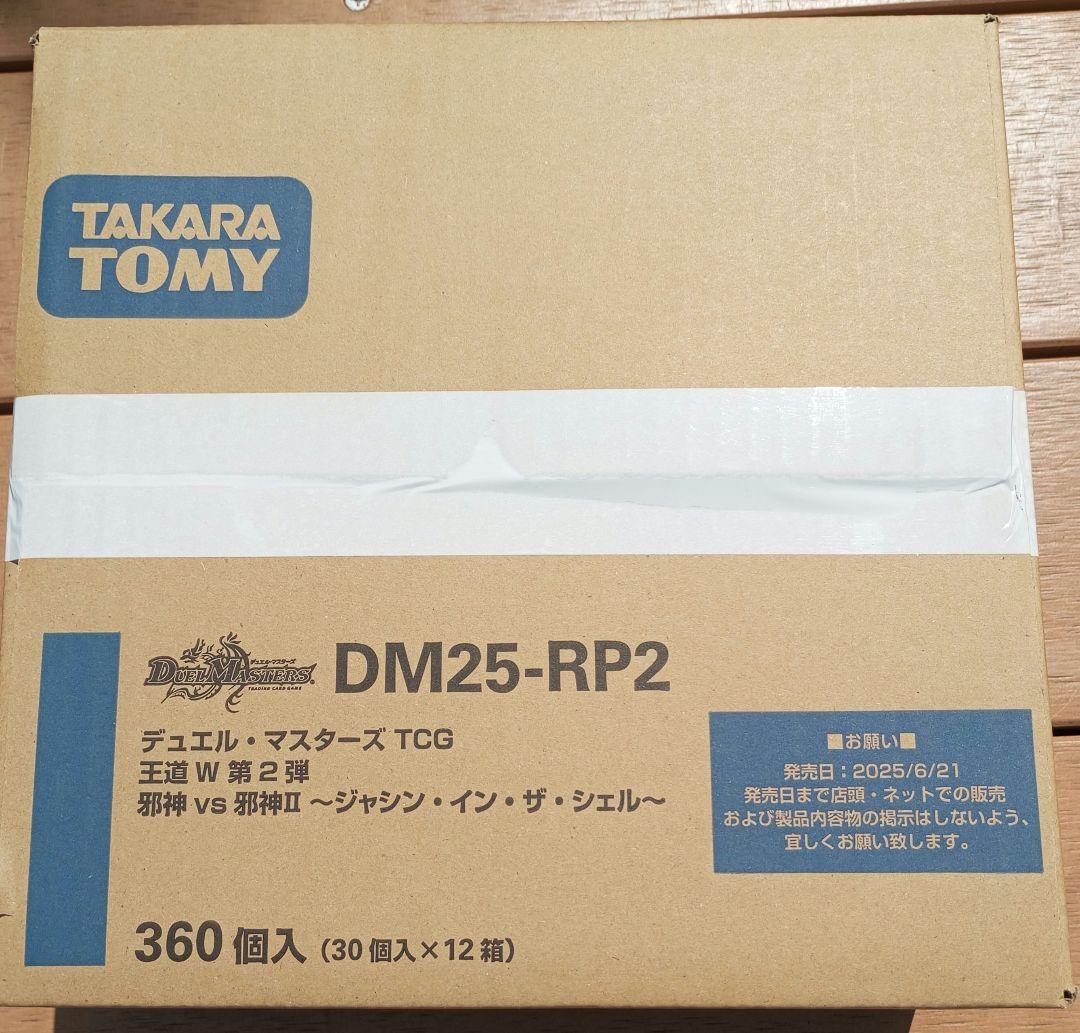 TAKARA
TOMY
デュエル・マスターズ
DUEL MASTERS
TRADING CARD GAME
DM25-RP2
デュエル・マスターズ TCG
王道 W 第2弾
邪神 vs 邪神Ⅱ ～ジャシン・イン・ザ・シェル～
360個入（30個入×12箱）
■お願い■
発売日：2025/6/21
発売日まで店頭・ネットでの販売
および製品内容物の掲示はしないよう、
宜しくお願い致します。